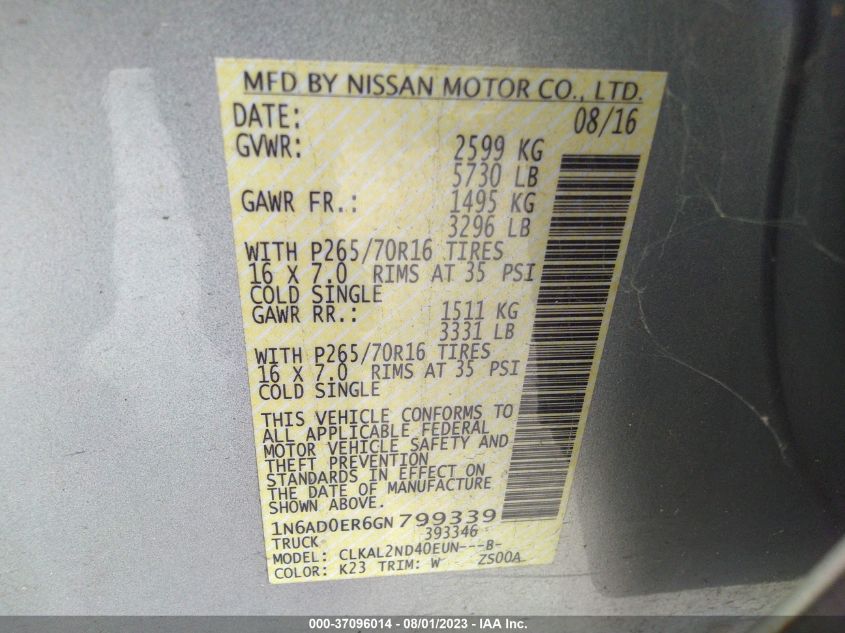 MFD BY NISSAN MOTOR CO., LTD.
DATE: 08/16
GVWR: 2599 KG
5730 LB
GAWR FR.: 1495 KG
3296 LB
WITH P265/70R16 TIRES
16 X 7.0 RIMS AT 35 PSI
COLD SINGLE
GAWR RR.: 1511 KG
3331 LB
WITH P265/70R16 TIRES
16 X 7.0 RIMS AT 35 PSI
COLD SINGLE
THIS VEHICLE CONFORMS TO
ALL APPLICABLE FEDERAL
MOTOR VEHICLE SAFETY AND
THEFT PREVENTION
STANDARDS IN EFFECT ON
THE DATE OF MANUFACTURE
SHOWN ABOVE.
1N6AD0ER6GN799339
TRUCK 393346
MODEL: CLKAL2ND40EUN---B-
COLOR: K23 TRIM: W ZS00A
000-37096014 - 08/01/2023 - IAA Inc.